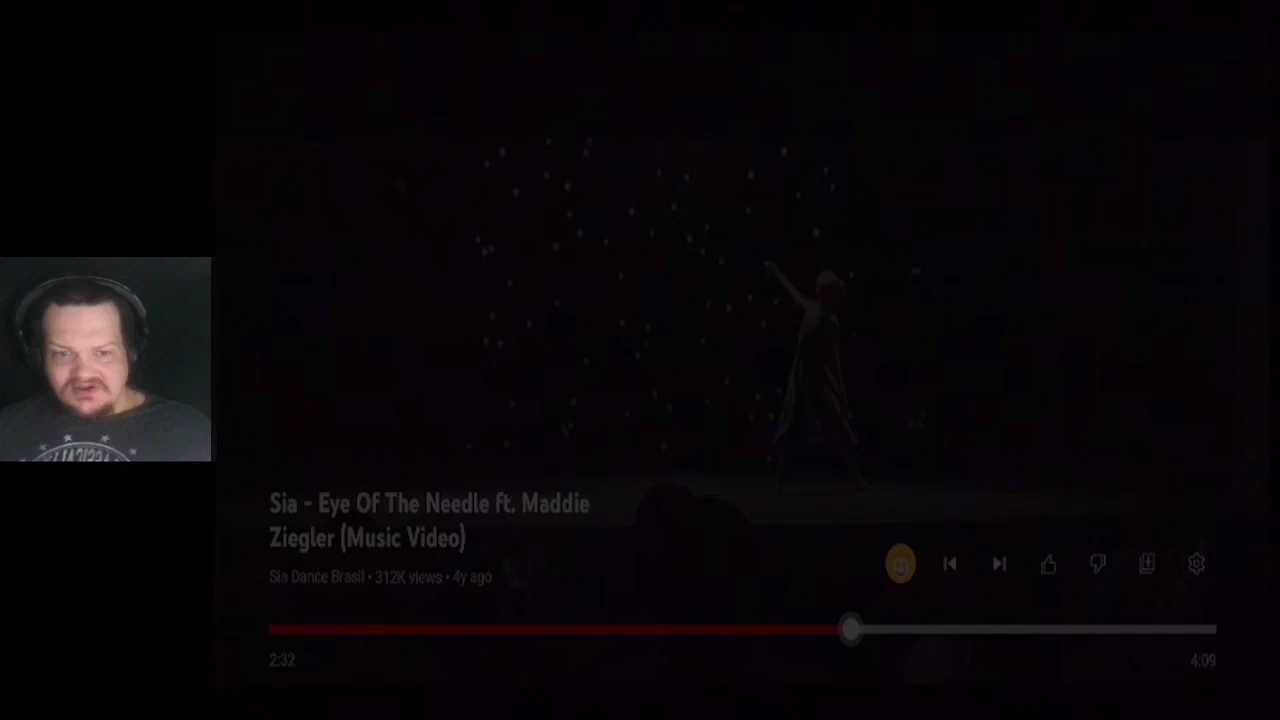 Sia - Eye Of The Needle ft. Maddie
Ziegler (Music Video)
Sia Dance Brasil • 312K views • 4y ago
2:32
4:09